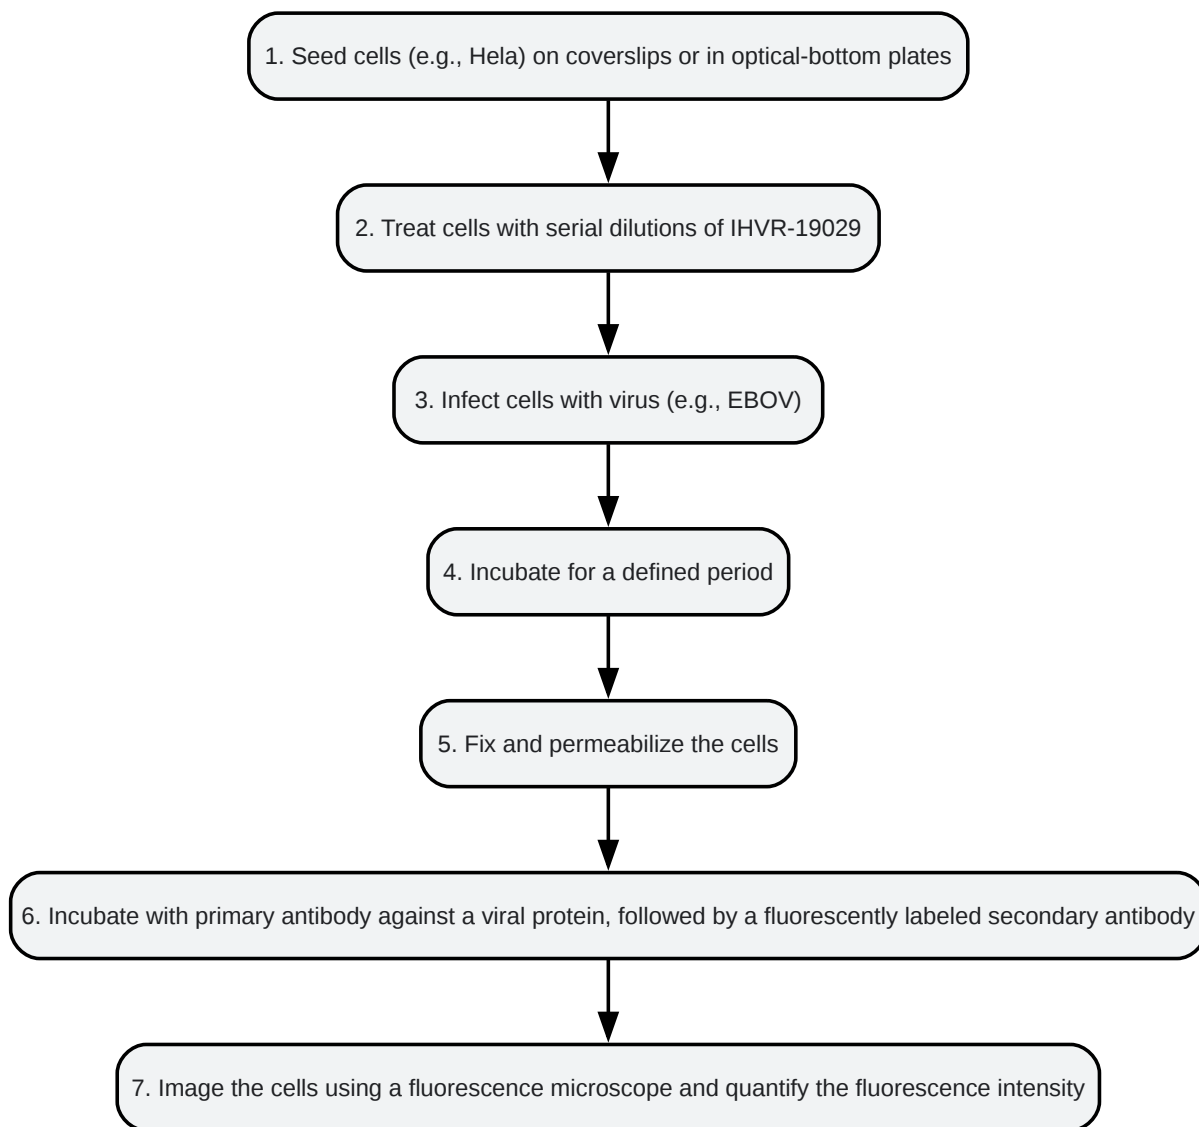 1. Seed cells (e.g., Hela) on coverslips or in optical-bottom plates
2. Treat cells with serial dilutions of IHVR-19029
3. Infect cells with virus (e.g., EBOV)
4. Incubate for a defined period
5. Fix and permeabilize the cells
6. Incubate with primary antibody against a viral protein, followed by a fluorescently labeled secondary antibody
7. Image the cells using a fluorescence microscope and quantify the fluorescence intensity